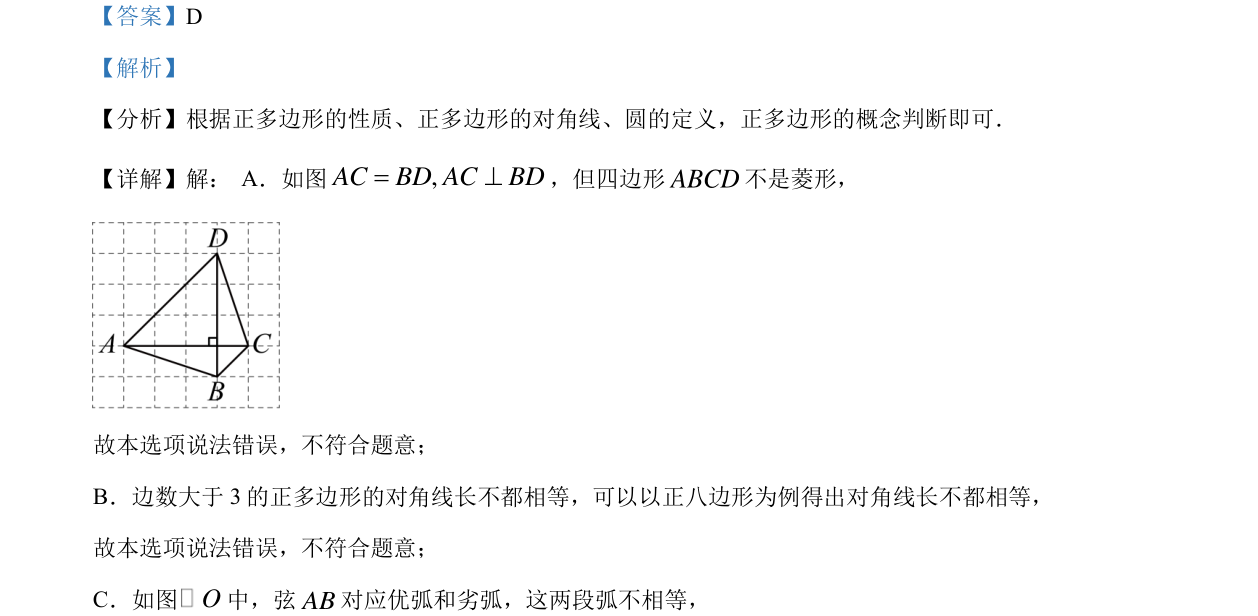 【答案】D
【解析】
【分析】根据正多边形的性质、正多边形的对角线、圆的定义，正多边形的概念判断即可．
【详解】解： A．如图 AC = BD, AC ⊥ BD ，但四边形 ABCD 不是菱形，
D
A
C
B
故本选项说法错误，不符合题意；
B．边数大于 3 的正多边形的对角线长不都相等，可以以正八边形为例得出对角线长不都相等，
故本选项说法错误，不符合题意；
C．如图□ O 中，弦 AB 对应优弧和劣弧，这两段弧不相等，